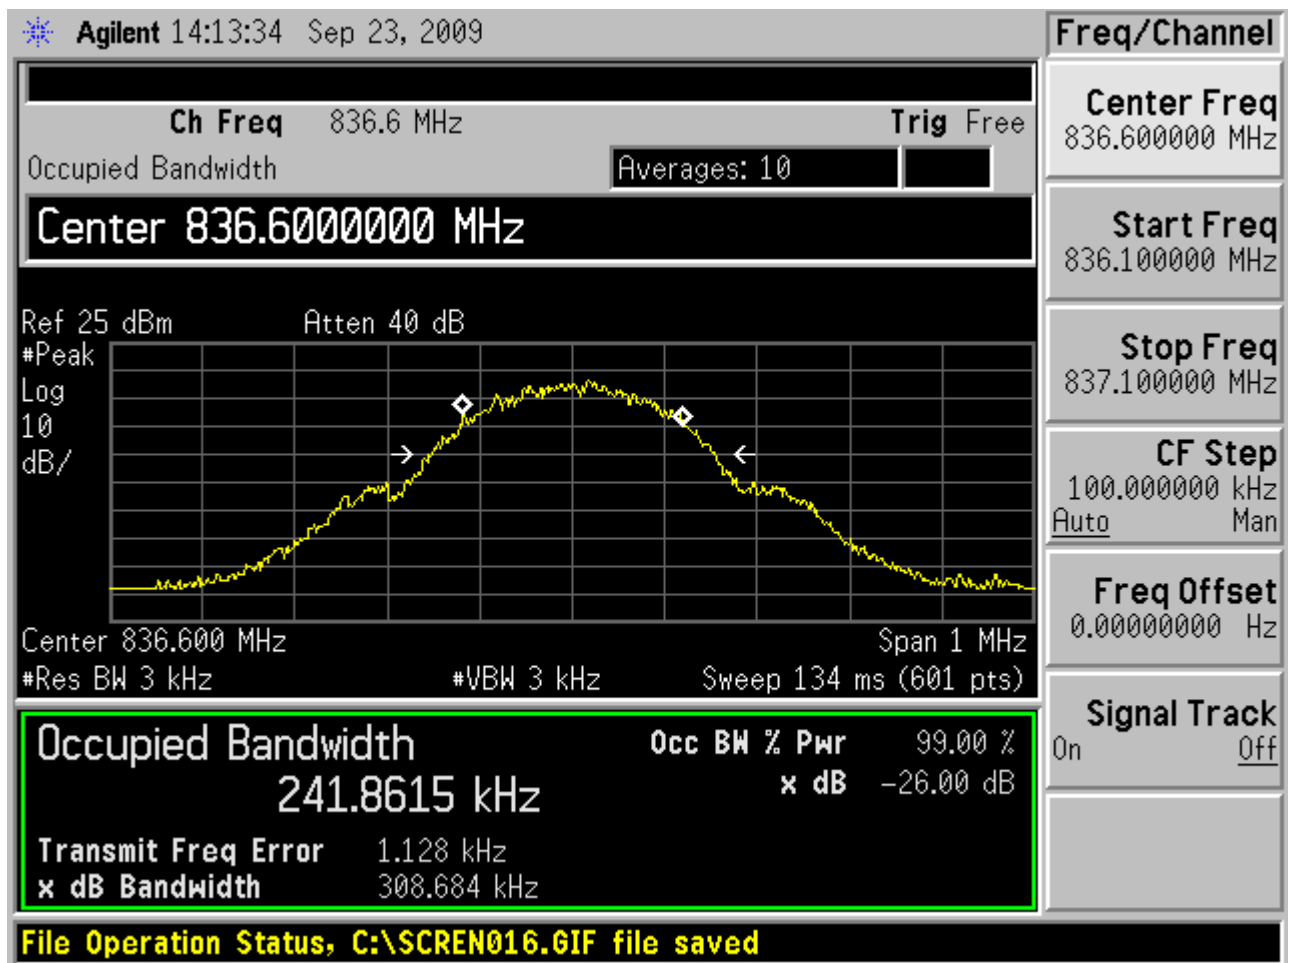 Agilent 14:13:34 Sep 23, 2009
Freq/Channel
Ch Freq 836.6 MHz Trig Free
Occupied Bandwidth Averages: 10
Center 836.6000000 MHz
Ref 25 dBm Atten 40 dB
#Peak
Log
10
dB/
Center 836.600 MHz Span 1 MHz
#Res BW 3 kHz #VBW 3 kHz Sweep 134 ms (601 pts)
Occupied Bandwidth Occ BW % Pwr 99.00 %
241.8615 kHz x dB -26.00 dB
Transmit Freq Error 1.128 kHz
x dB Bandwidth 308.684 kHz
File Operation Status, C:\SCREN016.GIF file saved
Center Freq
836.600000 MHz
Start Freq
836.100000 MHz
Stop Freq
837.100000 MHz
CF Step
100.000000 kHz
Auto Man
Freq Offset
0.00000000 Hz
Signal Track
On Off